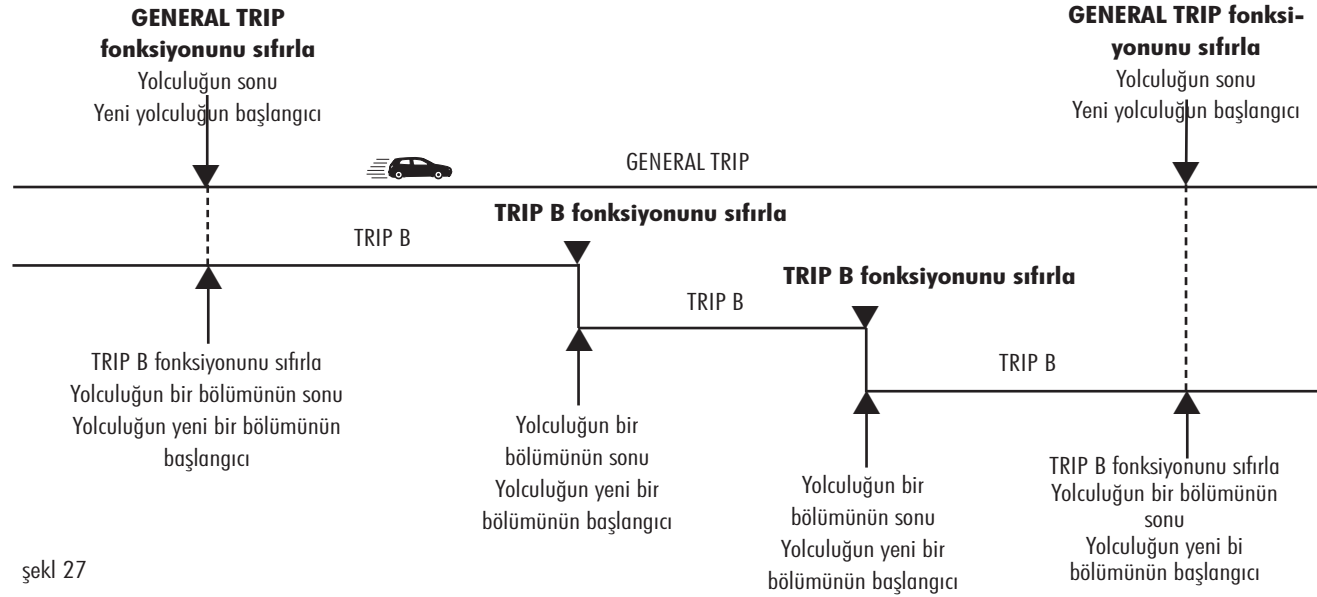 GENERAL TRIP
fonksiyonunu sıfırla
Yolculuğun sonu
Yeni yolculuğun başlangıcı
GENERAL TRIP fonksi-
yonunu sıfırla
Yolculuğun sonu
Yeni yolculuğun başlangıcı
GENERAL TRIP
TRIP B fonksiyonunu sıfırla
TRIP B
TRIP B fonksiyonunu sıfırla
TRIP B
TRIP B
TRIP B fonksiyonunu sıfırla
Yolculuğun bir bölümünün sonu
Yolculuğun yeni bir bölümünün
başlangıcı
Yolculuğun bir
bölümünün sonu
Yolculuğun yeni bir
bölümünün başlangıcı
Yolculuğun bir
bölümünün sonu
Yolculuğun yeni bir
bölümünün başlangıcı
TRIP B fonksiyonunu sıfırla
Yolculuğun bir bölümünün
sonu
Yolculuğun yeni bi
bölümünün başlangıcı
şekl 27